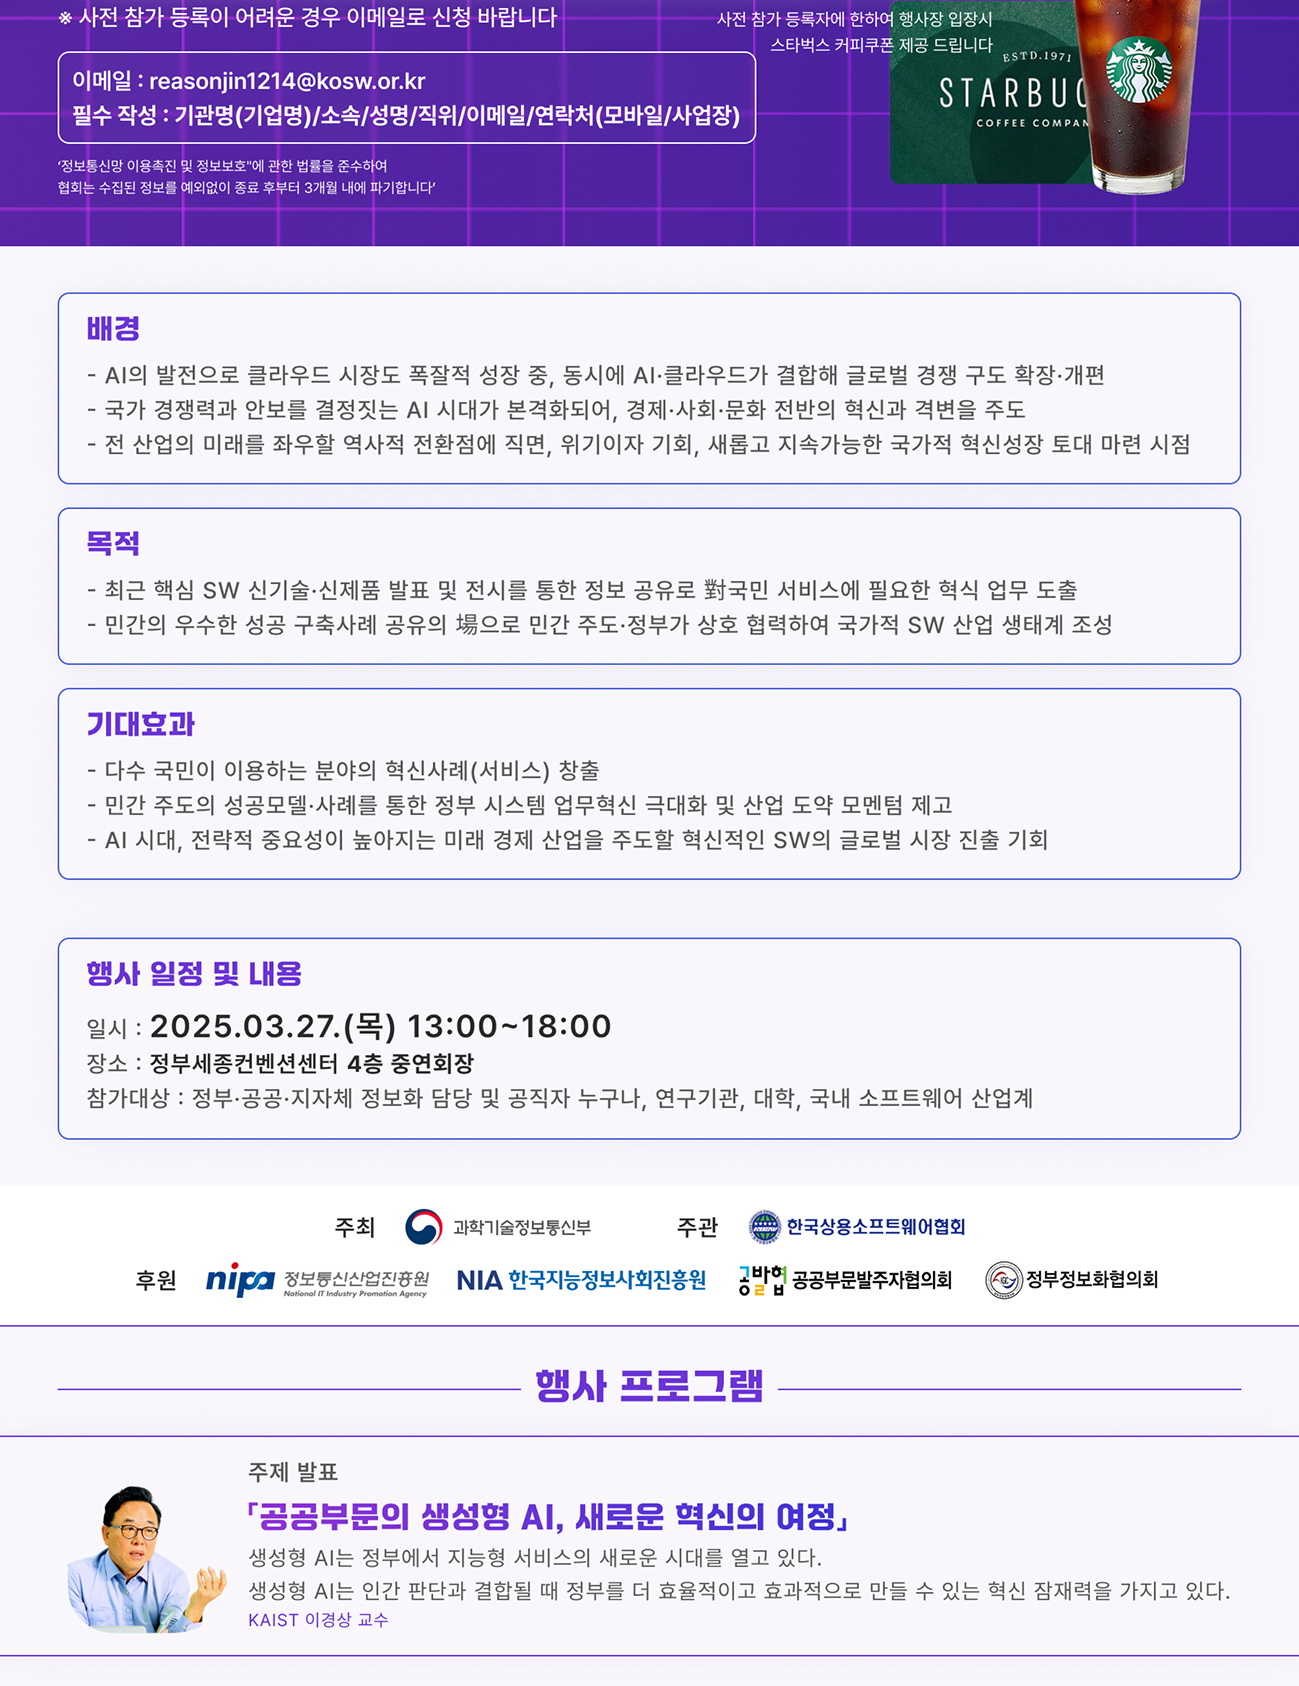 ※ 사전 참가 등록이 어려운 경우 이메일로 신청 바랍니다
이메일 : reasonjin1214@kosw.or.kr
필수 작성 : 기관명(기업명)/소속/성명/직위/이메일/연락처(모바일/사업장)
‘정보통신망 이용촉진 및 정보보호"에 관한 법률을 준수하여
협회는 수집된 정보를 예외없이 종료 후부터 3개월 내에 파기합니다’
사전 참가 등록자에 한하여 행사장 입장시
스타벅스 커피쿠폰 제공 드립니다
ESTD.1971
STARBUC
COFFEE COMPAN
배경
- AI의 발전으로 클라우드 시장도 폭잘적 성장 중, 동시에 AI·클라우드가 결합해 글로벌 경쟁 구도 확장·개편
- 국가 경쟁력과 안보를 결정짓는 AI 시대가 본격화되어, 경제·사회·문화 전반의 혁신과 격변을 주도
- 전 산업의 미래를 좌우할 역사적 전환점에 직면, 위기이자 기회, 새롭고 지속가능한 국가적 혁신성장 토대 마련 시점
목적
- 최근 핵심 SW 신기술·신제품 발표 및 전시를 통한 정보 공유로 對국민 서비스에 필요한 혁식 업무 도출
- 민간의 우수한 성공 구축사례 공유의 場으로 민간 주도·정부가 상호 협력하여 국가적 SW 산업 생태계 조성
기대효과
- 다수 국민이 이용하는 분야의 혁신사례(서비스) 창출
- 민간 주도의 성공모델·사례를 통한 정부 시스템 업무혁신 극대화 및 산업 도약 모멘텀 제고
- AI 시대, 전략적 중요성이 높아지는 미래 경제 산업을 주도할 혁신적인 SW의 글로벌 시장 진출 기회
행사 일정 및 내용
일시 : 2025.03.27.(목) 13:00~18:00
장소 : 정부세종컨벤션센터 4층 중연회장
참가대상 : 정부·공공·지자체 정보화 담당 및 공직자 누구나, 연구기관, 대학, 국내 소프트웨어 산업계
주최 과학기술정보통신부 주관 한국상용소프트웨어협회
후원 nipa 정보통신산업진흥원 National IT Industry Promotion Agency NIA 한국지능정보사회진흥원 공발협 공공부문발주자협의회 정부정보화협의회
행사 프로그램
주제 발표
「공공부문의 생성형 AI, 새로운 혁신의 여정」
생성형 AI는 정부에서 지능형 서비스의 새로운 시대를 열고 있다.
생성형 AI는 인간 판단과 결합될 때 정부를 더 효율적이고 효과적으로 만들 수 있는 혁신 잠재력을 가지고 있다.
KAIST 이경상 교수